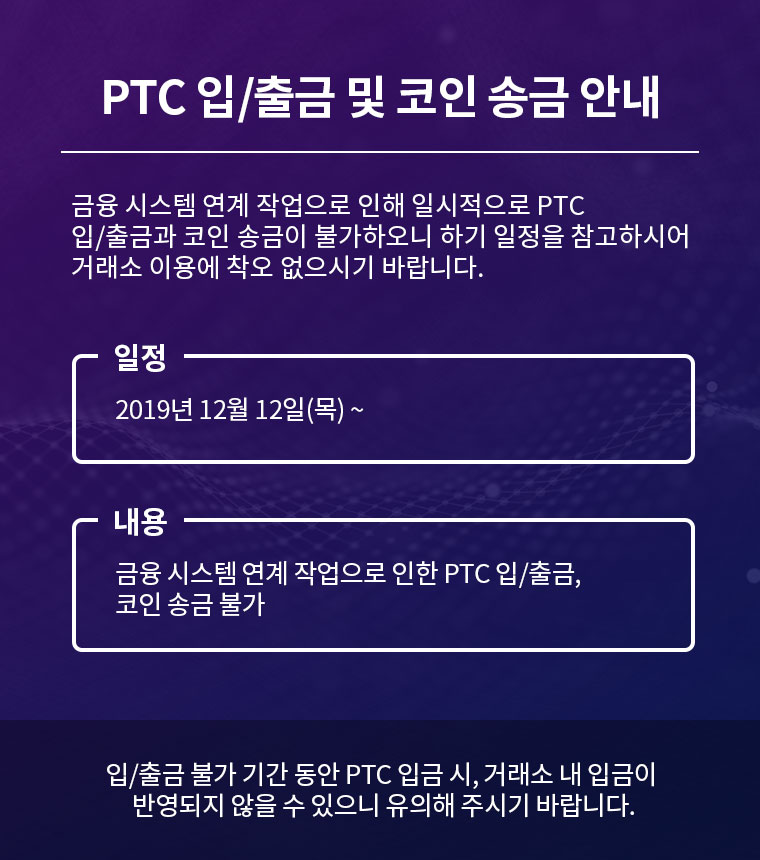 PTC 입/출금 및 코인 송금 안내
금융 시스템 연계 작업으로 인해 일시적으로 PTC
입/출금과 코인 송금이 불가하오니 하기 일정을 참고하시어
거래소 이용에 착오 없으시기 바랍니다.
일정
2019년 12월 12일(목) ~
내용
금융 시스템 연계 작업으로 인한 PTC 입/출금,
코인 송금 불가
입/출금 불가 기간 동안 PTC 입금 시, 거래소 내 입금이
반영되지 않을 수 있으니 유의해 주시기 바랍니다.